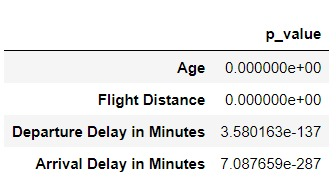 p_value
Age 0.000000e+00
Flight Distance 0.000000e+00
Departure Delay in Minutes 3.580163e-137
Arrival Delay in Minutes 7.087659e-287